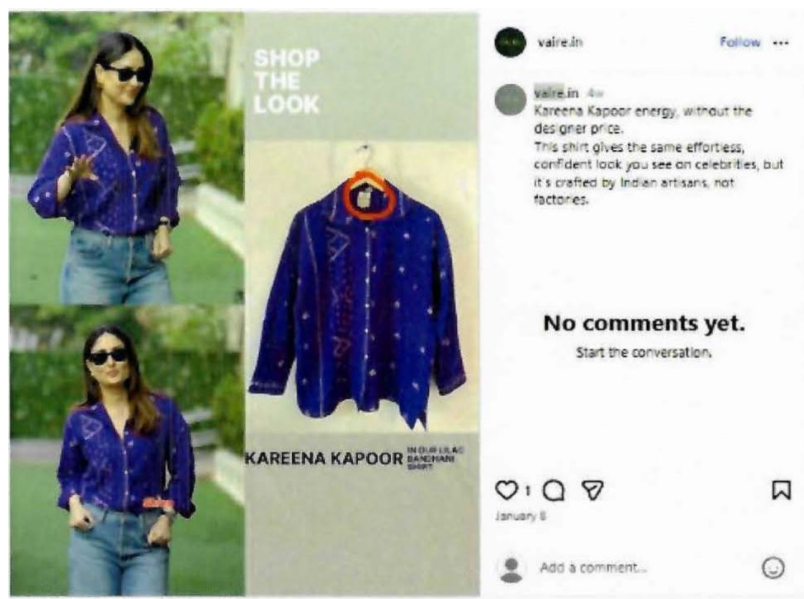 SHOP
THE
LOOK
KAREENA KAPOOR
IN OUR LILAC
BANDHANI
SHIRT
vaire.in
Follow
vaire.in 4w
Kareena Kapoor energy, without the
designer price.
This shirt gives the same effortless,
confident look you see on celebrities, but
it's crafted by Indian artisans, not
factories.
No comments yet.
Start the conversation.
1
January 8
Add a comment...